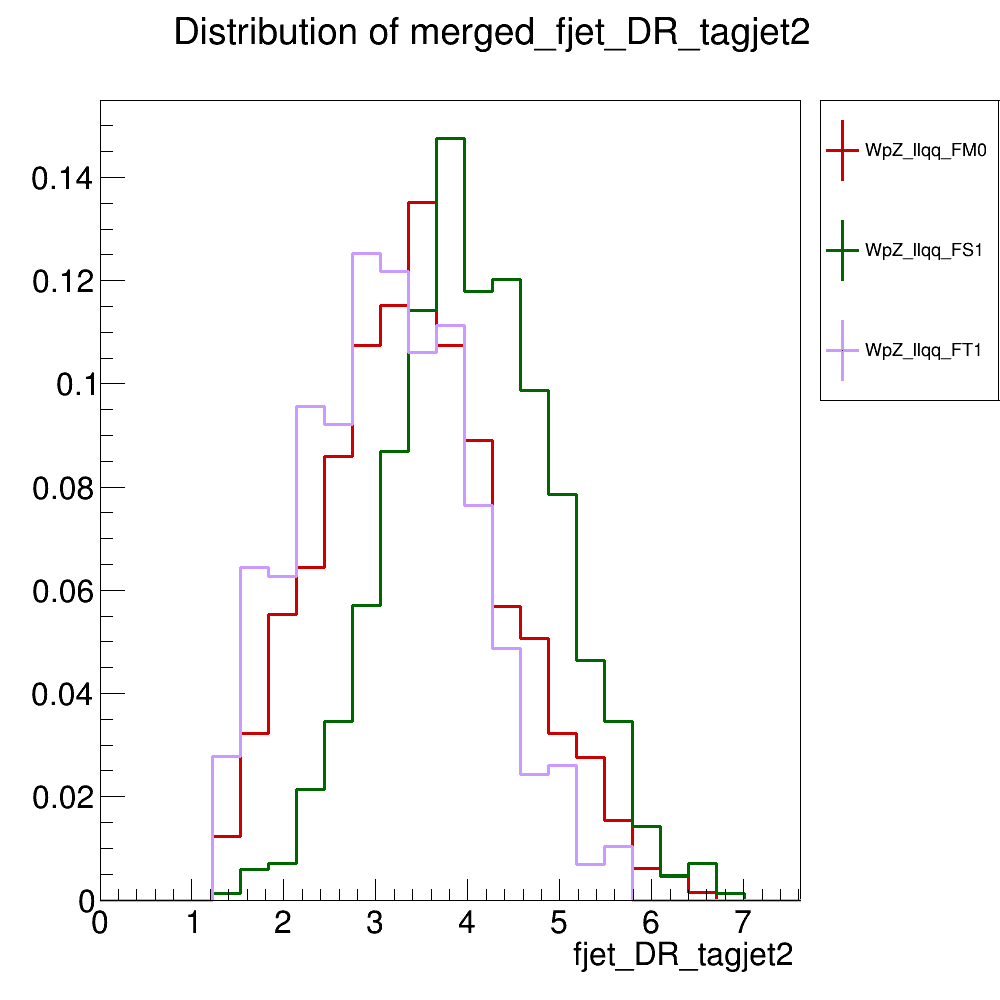 Distribution of merged_fjet_DR_tagjet2
WpZ_llqq_FM0
WpZ_llqq_FS1
WpZ_llqq_FT1
0.14
0.12
0.1
0.08
0.06
0.04
0.02
0
0 1 2 3 4 5 6 7
fjet_DR_tagjet2